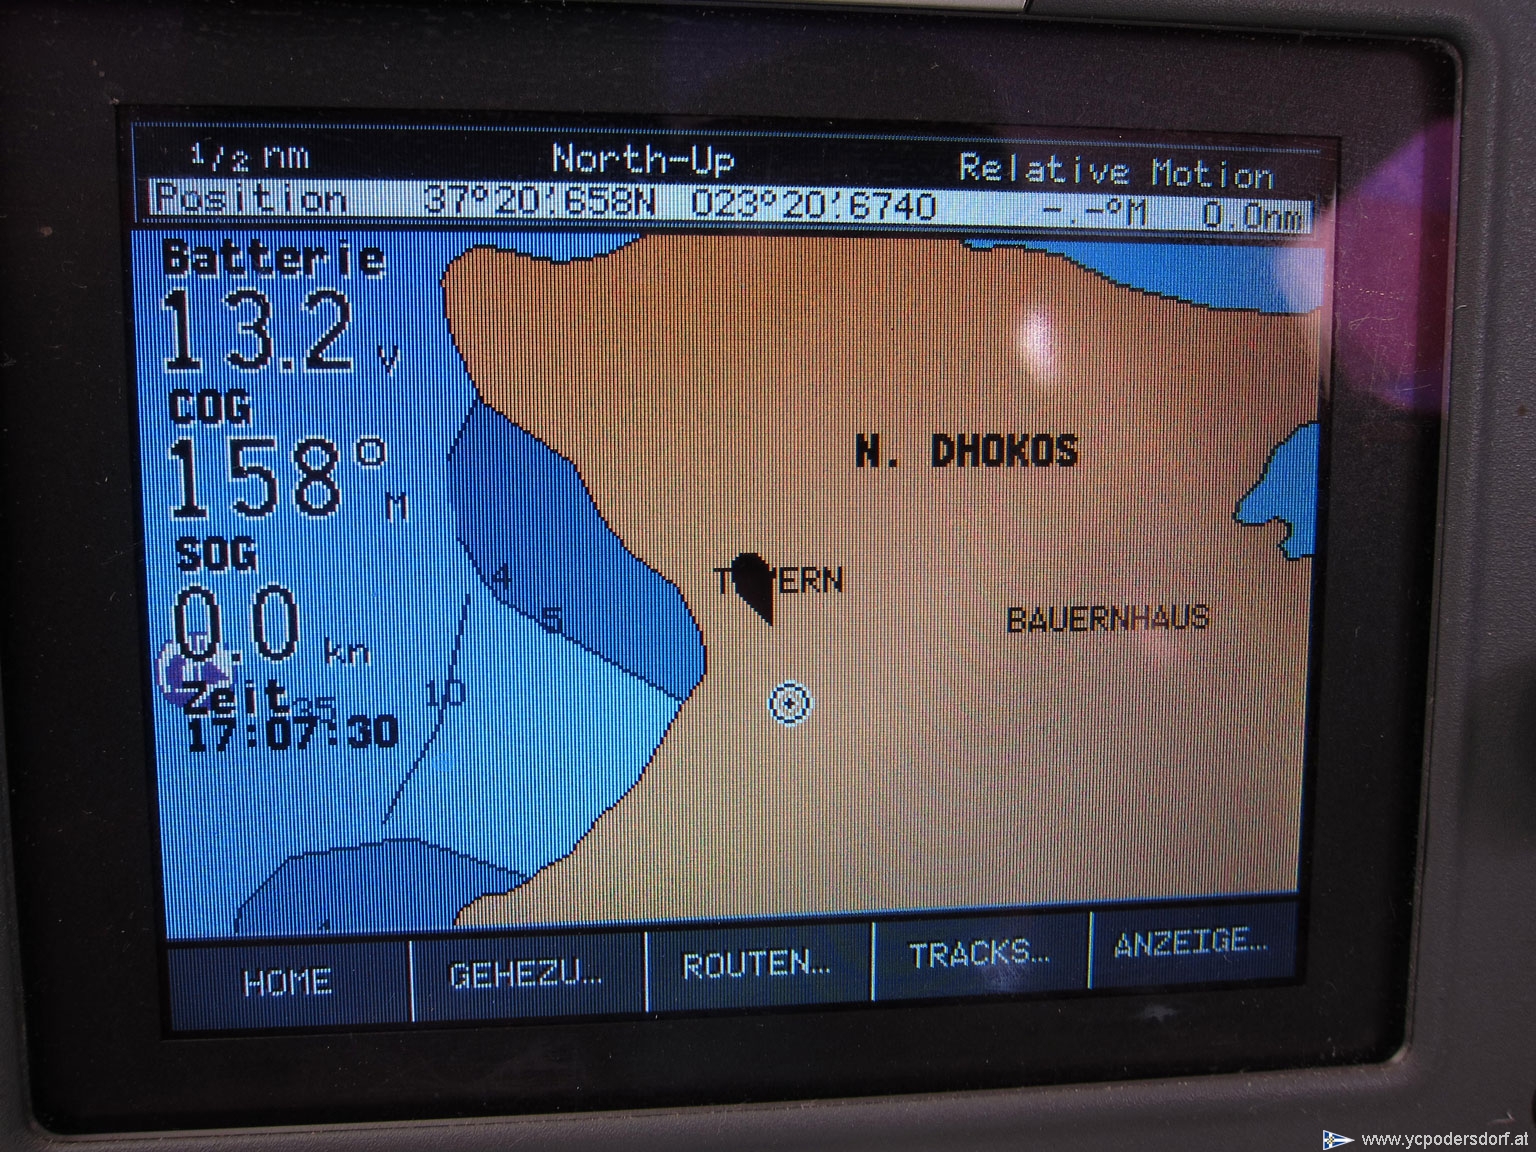 1/2 nm North-Up Relative Motion
Position 37°20'.658N 023°20'.674O -.-°M 0.0nm
Batterie
13.2 V
COG
158° M
N. DHOKOS
SOG
4
BAUERNHAUS
5
0.0 kn
Zeit 35 10
17:07:30
HOME GEHEZU... ROUTEN... TRACKS... ANZEIGE...
www.ycpodersdorf.at